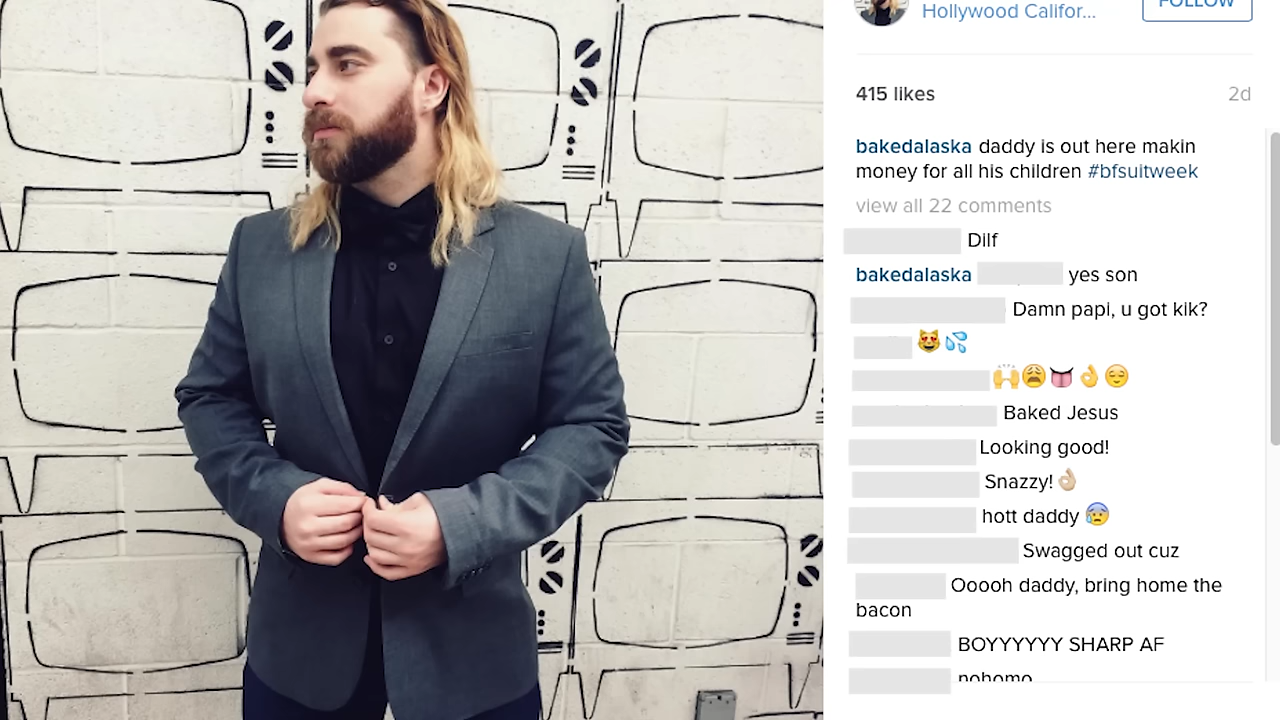 Hollywood Califor...
FOLLOW
415 likes
2d
bakedalaska daddy is out here makin
money for all his children #bfsuitweek
view all 22 comments
Dilf
bakedalaska yes son
Damn papi, u got kik?
😻💦
🙌😩👅👌😌
Baked Jesus
Looking good!
Snazzy!👌🏼
hott daddy 😰
Swagged out cuz
Ooooh daddy, bring home the
bacon
BOYYYYYY SHARP AF
nohomo